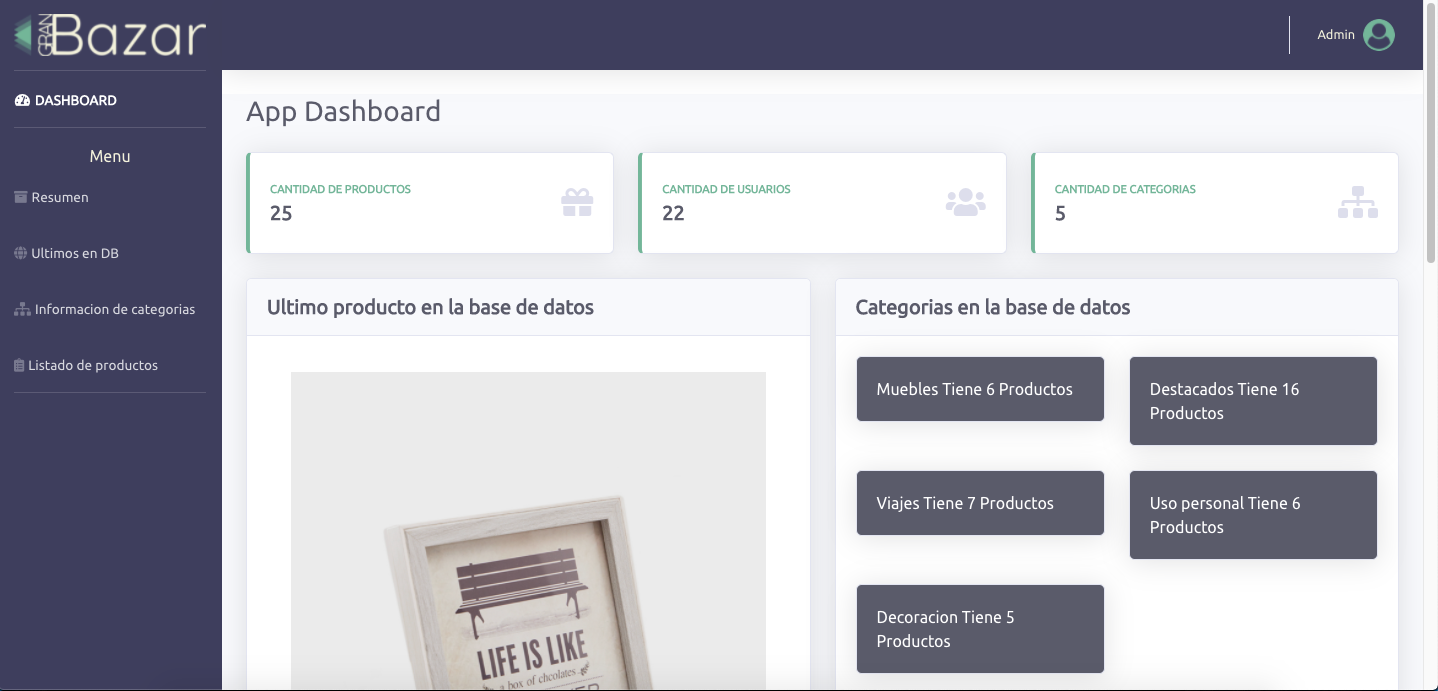 GRAN Bazar
Admin
DASHBOARD
Menu
Resumen
Ultimos en DB
Informacion de categorias
Listado de productos
App Dashboard
CANTIDAD DE PRODUCTOS
25
CANTIDAD DE USUARIOS
22
CANTIDAD DE CATEGORIAS
5
Ultimo producto en la base de datos
LIFE IS LIKE
a box of chcolates
Categorias en la base de datos
Muebles Tiene 6 Productos
Destacados Tiene 16
Productos
Viajes Tiene 7 Productos
Uso personal Tiene 6
Productos
Decoracion Tiene 5
Productos